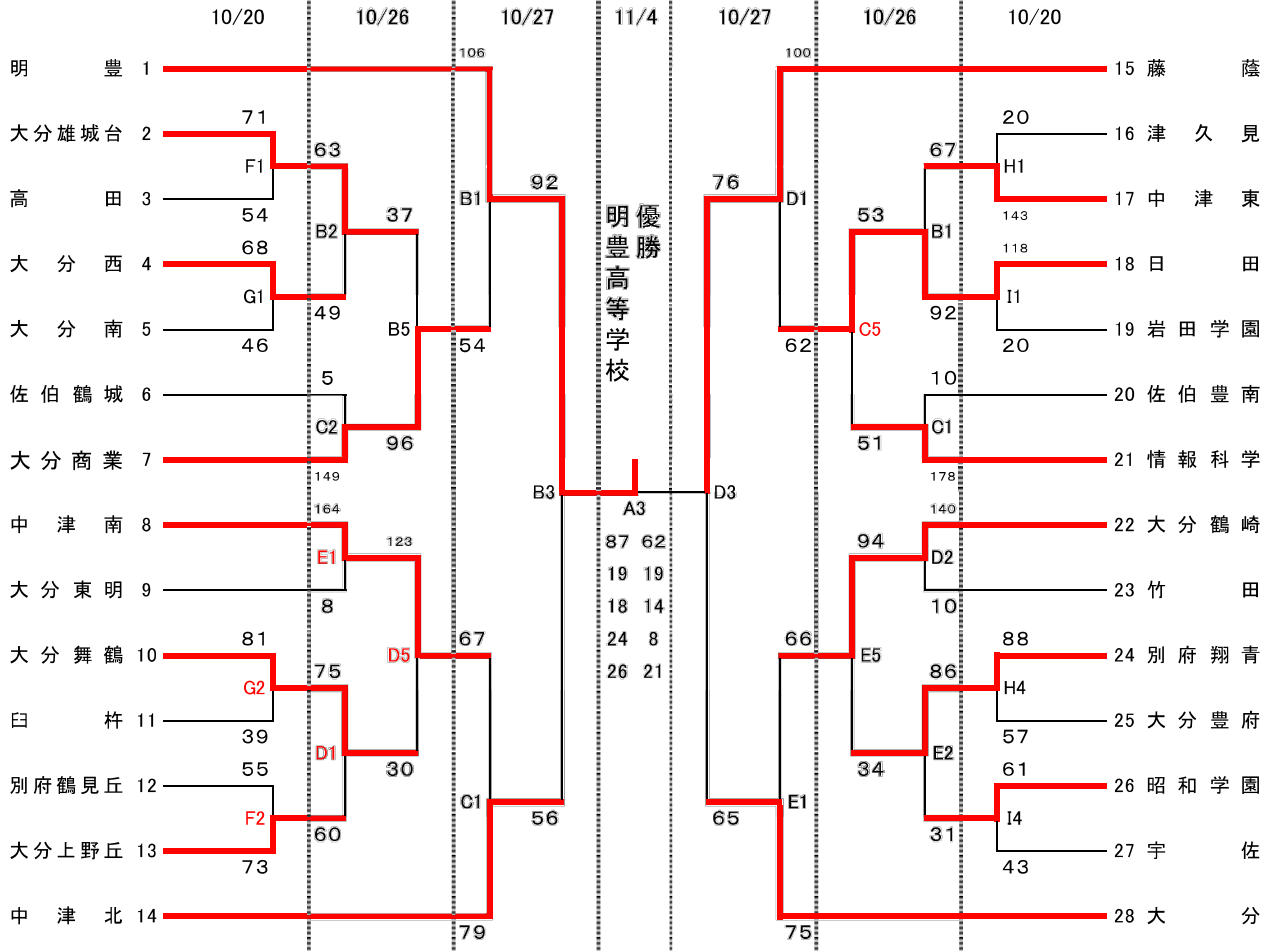 10/20 10/26 10/27 11/4 10/27 10/26 10/20
106 100
明豊 1 15 藤蔭
71 20
大分雄城台 2 16 津久見
63 67
F1 H1
高田 3 92 76 17 中津東
B1 D1
54 37 53 143
優勝
明豊高等学校
B2 B1
68 118
大分西 4 18 日田
G1 I1
49 92
大分南 5 B5 C5 19 岩田学園
46 54 62 20
5 10
佐伯鶴城 6 20 佐伯豊南
C2 C1
96 51
大分商業 7 21 情報科学
149 178
B3 D3
A3
164 140
中津南 8 22 大分鶴崎
123 87 62 94
E1 D2
19 19
大分東明 9 23 竹田
8 18 14 10
81 67 24 8 66 88
大分舞鶴 10 D5 E5 24 別府翔青
75 26 21 86
G2 H4
臼杵 11 25 大分豊府
39 57
D1 E2
55 30 34 61
別府鶴見丘 12 26 昭和学園
C1 E1
F2 56 65 I4
60 31
大分上野丘 13 27 宇佐
73 43
中津北 14 28 大分
79 75